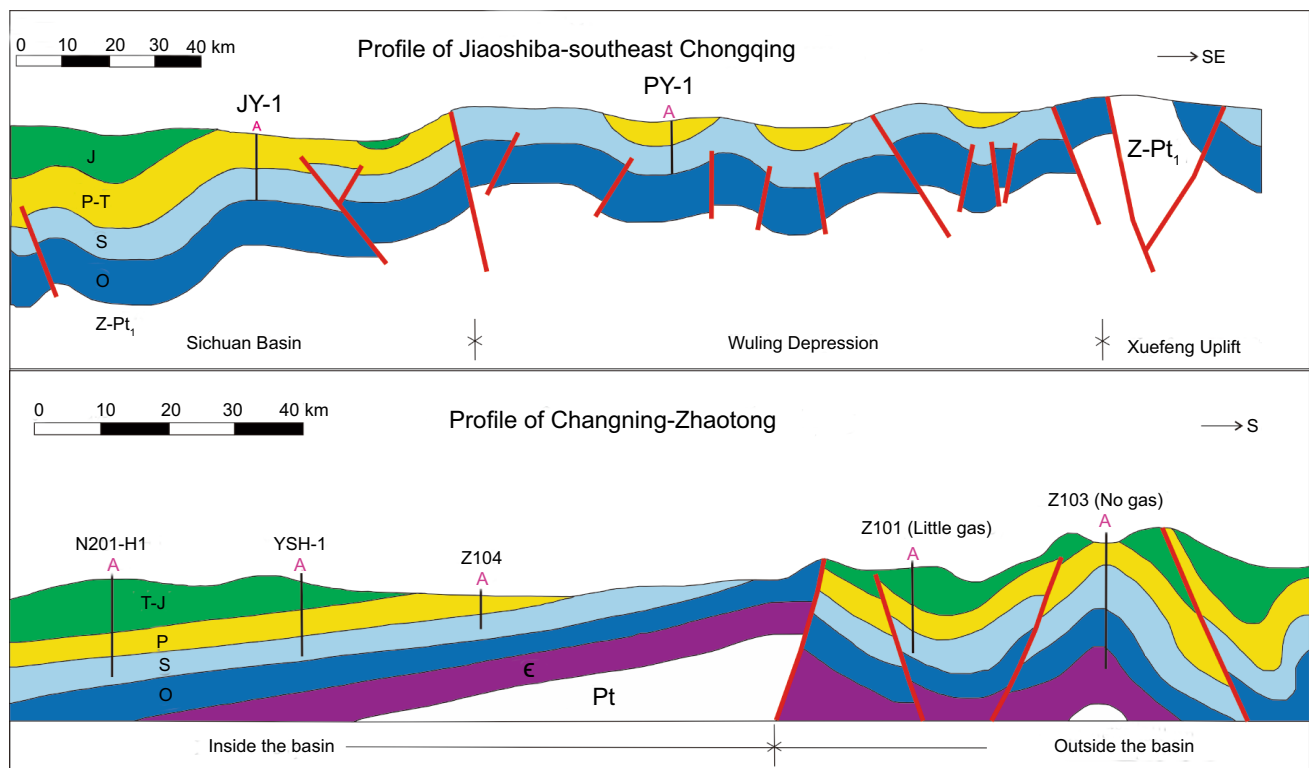 0 10 20 30 40 km
Profile of Jiaoshiba-southeast Chongqing
SE
JY-1
A
PY-1
A
J
P-T
S
O
Z-Pt1
Z-Pt1
Sichuan Basin
Wuling Depression
Xuefeng Uplift
0 10 20 30 40 km
Profile of Changning-Zhaotong
S
N201-H1
A
YSH-1
A
Z104
A
Z101 (Little gas)
A
Z103 (No gas)
A
T-J
P
S
O
Є
Pt
Inside the basin
Outside the basin